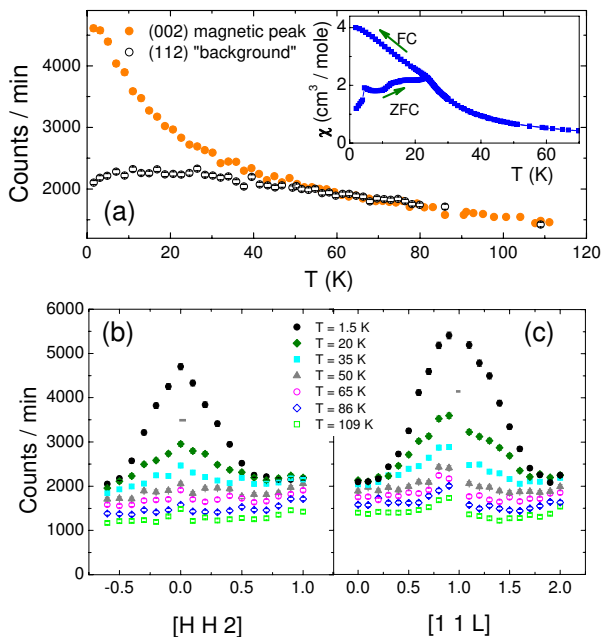 (002) magnetic peak
(112) "background"
Counts / min
4000
3000
2000
(a)
0 20 40 60 80 100 120
T (K)
χ (cm³ / mole)
4
2
0
FC
ZFC
0 20 40 60
T (K)
Counts / min
6000
5000
4000
3000
2000
1000
0
(b)
(c)
T = 1.5 K
T = 20 K
T = 35 K
T = 50 K
T = 65 K
T = 86 K
T = 109 K
-0.5 0.0 0.5 1.0
0.0 0.5 1.0 1.5 2.0
[H H 2]
[1 1 L]